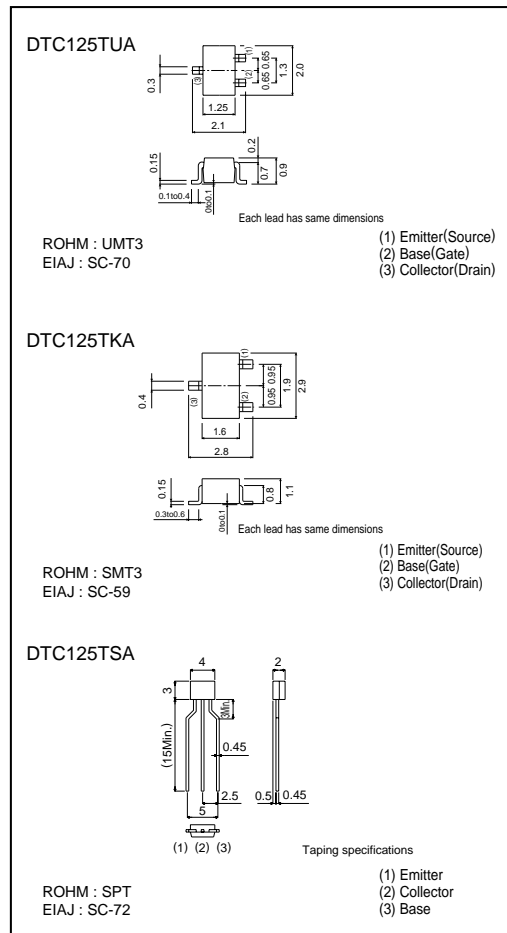 DTC125TUA
(1)
(2)
(3)
0.3
0.65 0.65
1.3
2.0
1.25
2.1
0.2
0.15
0.7
0.9
0.1to0.4
0to0.1
Each lead has same dimensions
ROHM : UMT3
EIAJ : SC-70
(1) Emitter(Source)
(2) Base(Gate)
(3) Collector(Drain)
DTC125TKA
(1)
(2)
(3)
0.4
0.95 0.95
1.9
2.9
1.6
2.8
0.15
0.8
1.1
0.3to0.6
0to0.1
Each lead has same dimensions
ROHM : SMT3
EIAJ : SC-59
(1) Emitter(Source)
(2) Base(Gate)
(3) Collector(Drain)
DTC125TSA
4
2
3
3Min.
(15Min.)
0.45
2.5
0.5
0.45
5
(1) (2) (3)
Taping specifications
ROHM : SPT
EIAJ : SC-72
(1) Emitter
(2) Collector
(3) Base